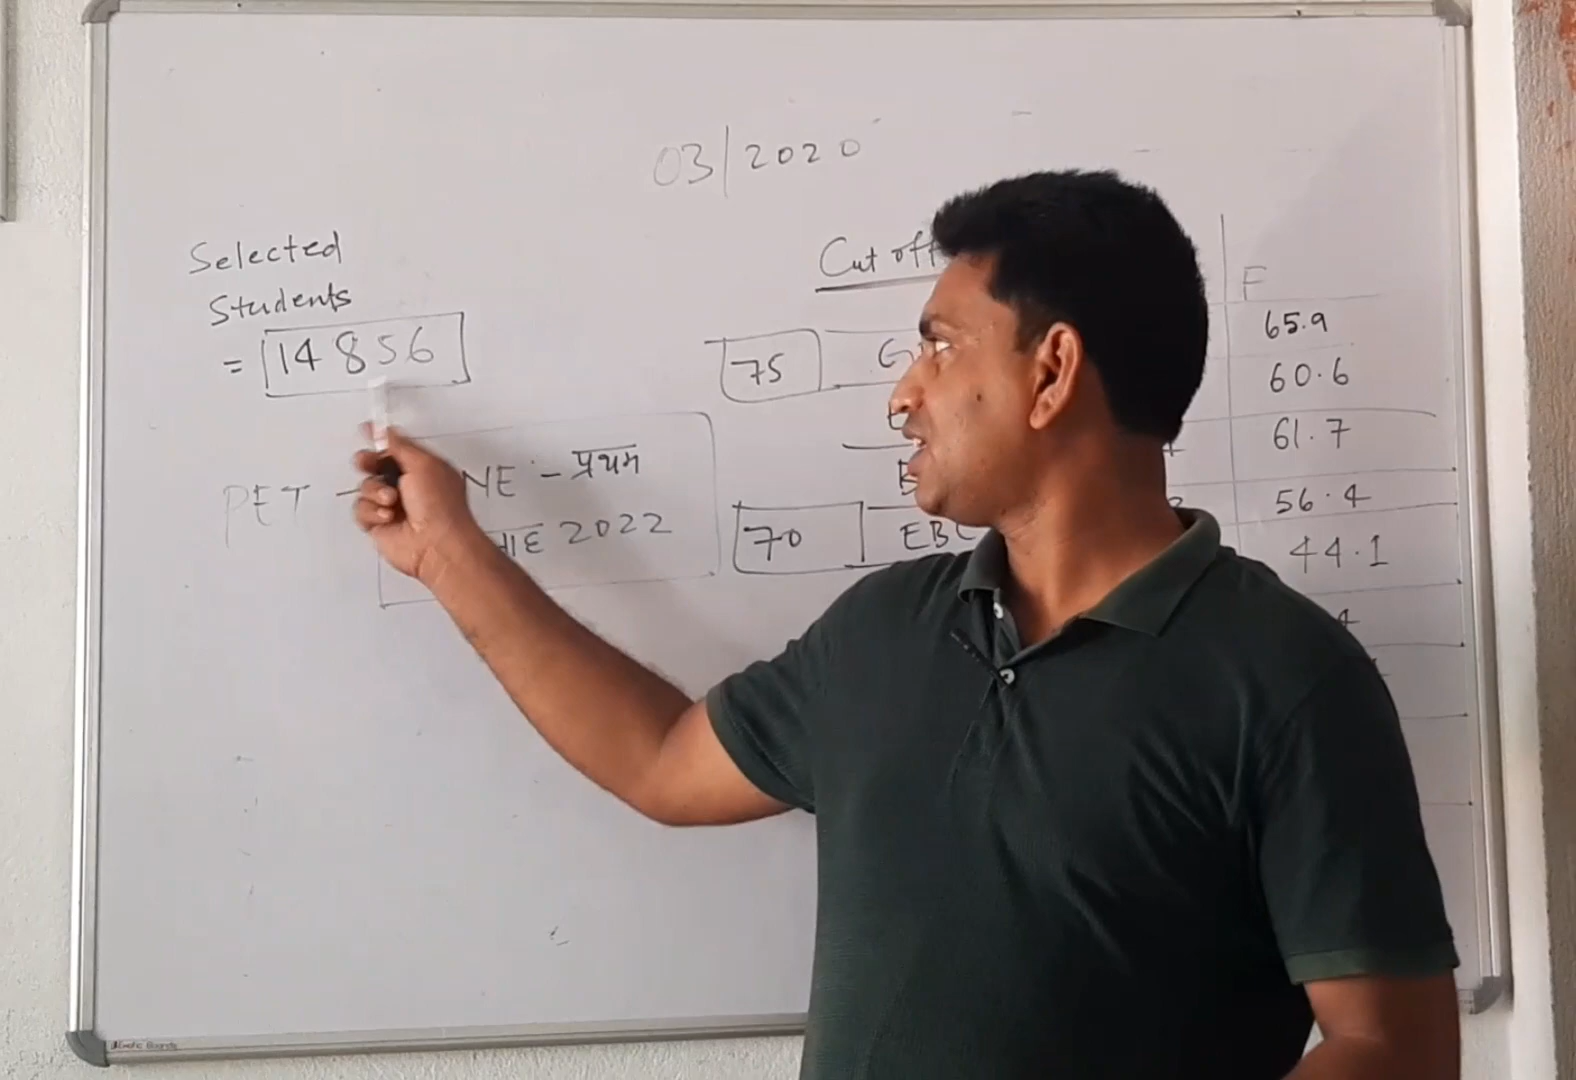 03/2020
Selected
Students
= 14856
PET -
NE - प्रथम
2022
Cut off
F
75
65.9
60.6
61.7
56.4
70 EBC
44.1